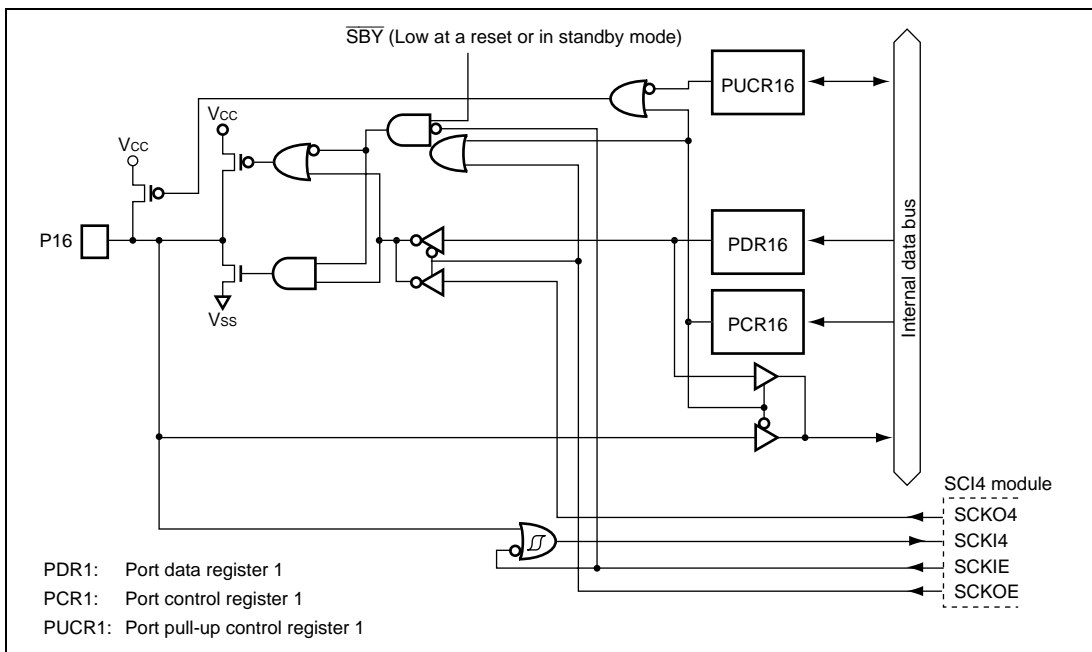 S̅B̅Y̅ (Low at a reset or in standby mode)
PUCR16
VCC
VCC
P16
PDR16
PCR16
Internal data bus
VSS
SCI4 module
SCKO4
SCKI4
SCKIE
SCKOE
PDR1: Port data register 1
PCR1: Port control register 1
PUCR1: Port pull-up control register 1